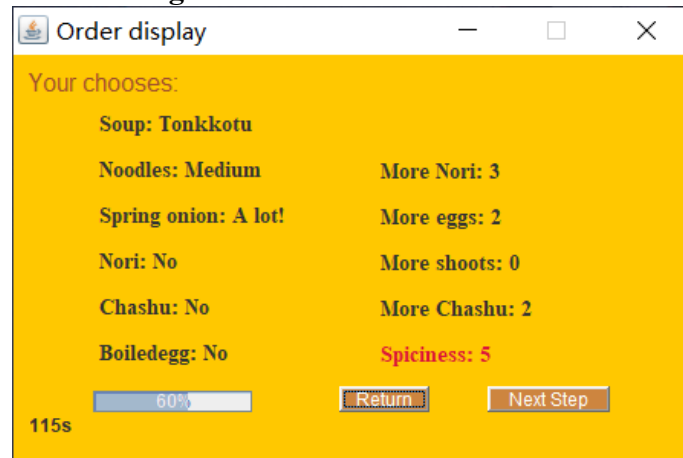 Order display
Your chooses:
Soup: Tonkkotu
Noodles: Medium
More Nori: 3
Spring onion: A lot!
More eggs: 2
Nori: No
More shoots: 0
Chashu: No
More Chashu: 2
Boiledegg: No
Spiciness: 5
60%
Return
Next Step
115s